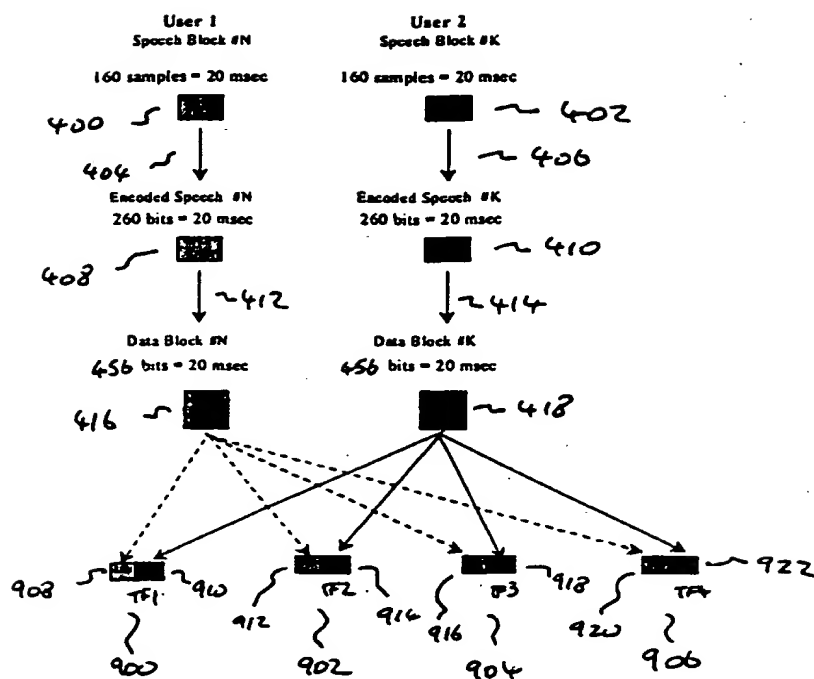 User 1 User 2
Speech Block #N Speech Block #K
160 samples = 20 msec 160 samples = 20 msec
400 402
404 406
Encoded Speech #N Encoded Speech #K
260 bits = 20 msec 260 bits = 20 msec
408 410
412 414
Data Block #N Data Block #K
456 bits = 20 msec 456 bits = 20 msec
416 418
908 910 912 914 916 918 920 922
TF1 TF2 TF3 TF4
900 902 904 906